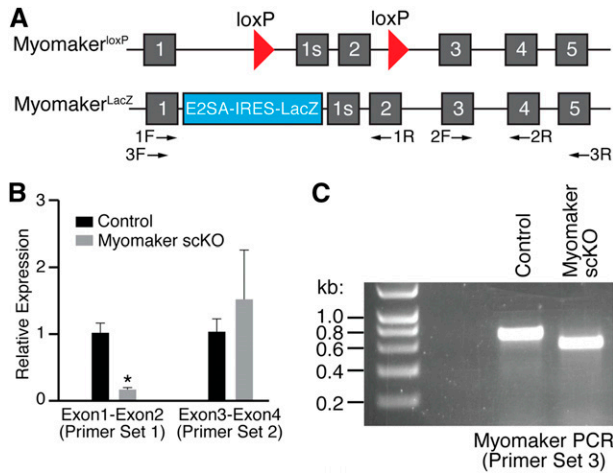 A
loxP loxP
Myomaker^loxP 1 1s 2 3 4 5
Myomaker^LacZ 1 E2SA-IRES-LacZ 1s 2 3 4 5
1F→ ←1R 2F→ ←2R
3F→ ←3R
B
Control
Myomaker scKO
Relative Expression
3
2
1
0
*
Exon1-Exon2
(Primer Set 1)
Exon3-Exon4
(Primer Set 2)
C
Control
Myomaker
scKO
kb:
1.0
0.8
0.6
0.4
0.2
Myomaker PCR
(Primer Set 3)